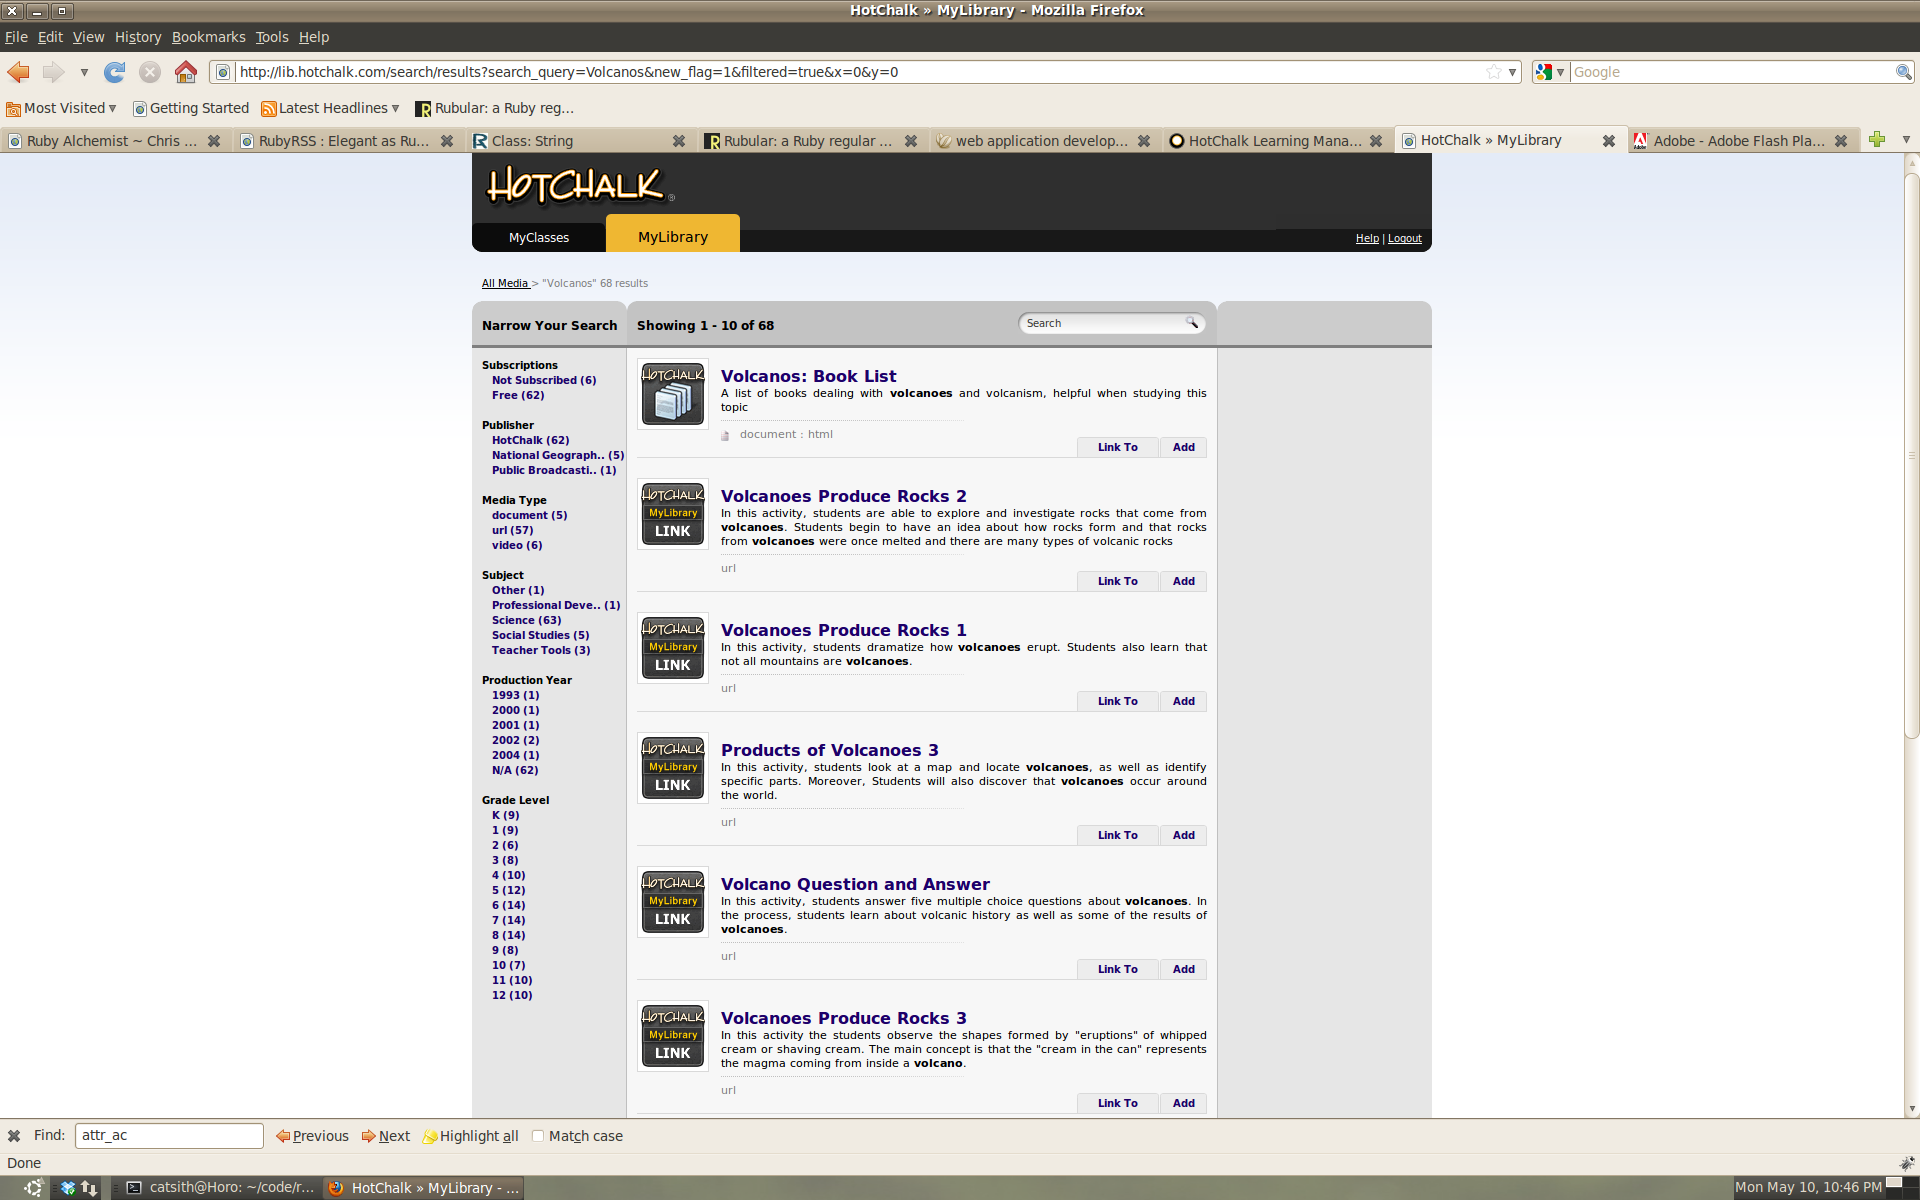 HotChalk » MyLibrary - Mozilla Firefox
File Edit View History Bookmarks Tools Help
http://lib.hotchalk.com/search/results?search_query=Volcanos&new_flag=1&filtered=true&x=0&y=0
Google
Most Visited Getting Started Latest Headlines Rubular: a Ruby reg...
Ruby Alchemist ~ Chris ... RubyRSS : Elegant as Ru... Class: String Rubular: a Ruby regular ... web application develop... HotChalk Learning Mana... HotChalk » MyLibrary Adobe - Adobe Flash Pla...
HOTCHALK ®
MyClasses MyLibrary Help | Logout
All Media > "Volcanos" 68 results
Narrow Your Search
Showing 1 - 10 of 68
Search
Subscriptions
Not Subscribed (6)
Free (62)
Publisher
HotChalk (62)
National Geograph.. (5)
Public Broadcasti.. (1)
Media Type
document (5)
url (57)
video (6)
Subject
Other (1)
Professional Deve.. (1)
Science (63)
Social Studies (5)
Teacher Tools (3)
Production Year
1993 (1)
2000 (1)
2001 (1)
2002 (2)
2004 (1)
N/A (62)
Grade Level
K (9)
1 (9)
2 (6)
3 (8)
4 (10)
5 (12)
6 (14)
7 (14)
8 (14)
9 (8)
10 (7)
11 (10)
12 (10)
HOTCHALK
Volcanos: Book List
A list of books dealing with volcanoes and volcanism, helpful when studying this
topic
document : html
Link To Add
HOTCHALK
MyLibrary
LINK
Volcanoes Produce Rocks 2
In this activity, students are able to explore and investigate rocks that come from
volcanoes. Students begin to have an idea about how rocks form and that rocks
from volcanoes were once melted and there are many types of volcanic rocks
url
Link To Add
HOTCHALK
MyLibrary
LINK
Volcanoes Produce Rocks 1
In this activity, students dramatize how volcanoes erupt. Students also learn that
not all mountains are volcanoes.
url
Link To Add
HOTCHALK
MyLibrary
LINK
Products of Volcanoes 3
In this activity, students look at a map and locate volcanoes, as well as identify
specific parts. Moreover, Students will also discover that volcanoes occur around
the world.
url
Link To Add
HOTCHALK
MyLibrary
LINK
Volcano Question and Answer
In this activity, students answer five multiple choice questions about volcanoes. In
the process, students learn about volcanic history as well as some of the results of
volcanoes.
url
Link To Add
HOTCHALK
MyLibrary
LINK
Volcanoes Produce Rocks 3
In this activity the students observe the shapes formed by "eruptions" of whipped
cream or shaving cream. The main concept is that the "cream in the can" represents
the magma coming from inside a volcano.
url
Link To Add
Find: attr_ac Previous Next Highlight all Match case
Done
catsith@Horo: ~/code/r... HotChalk » MyLibrary - ... Mon May 10, 10:46 PM